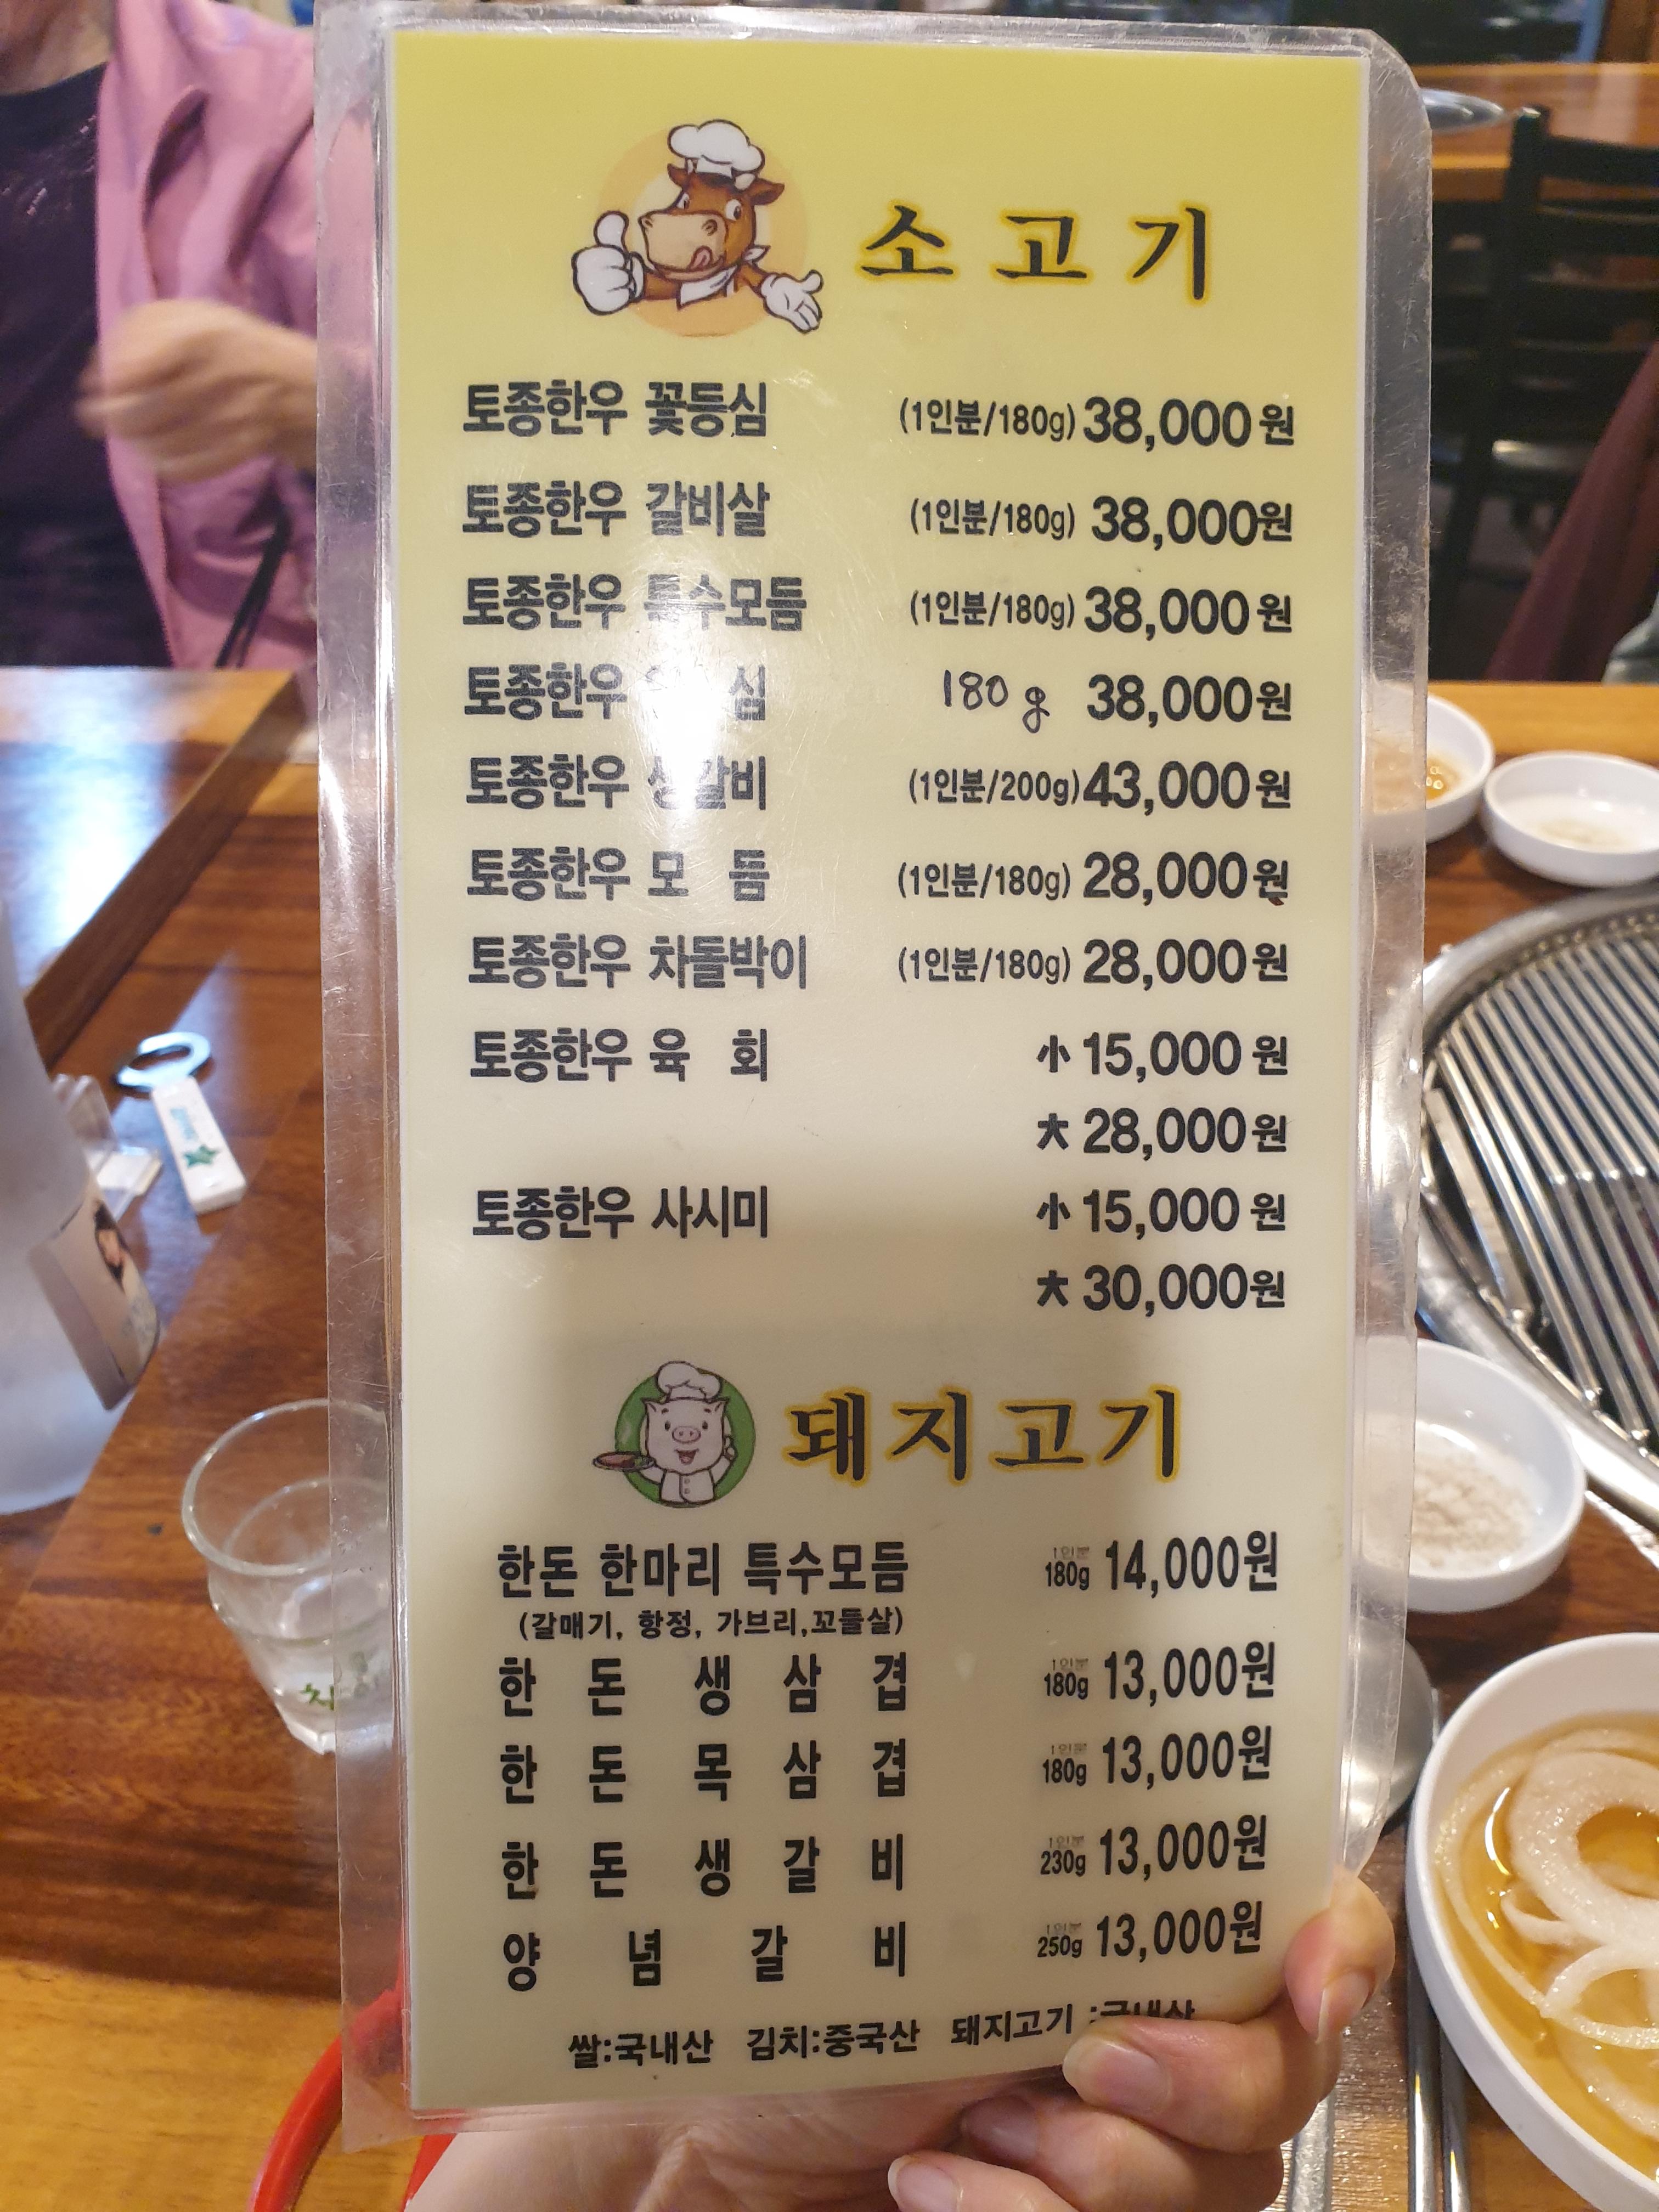 소고기
토종한우 꽃등심 (1인분/180g) 38,000원
토종한우 갈비살 (1인분/180g) 38,000원
토종한우 특수모듬 (1인분/180g) 38,000원
토종한우 심 180g 38,000원
토종한우 생갈비 (1인분/200g) 43,000원
토종한우 모 듬 (1인분/180g) 28,000원
토종한우 차돌박이 (1인분/180g) 28,000원
토종한우 육 회 小 15,000원
大 28,000원
토종한우 사시미 小 15,000원
大 30,000원
돼지고기
한돈 한마리 특수모듬 1인분 180g 14,000원
(갈매기, 항정, 가브리,꼬들살)
한 돈 생 삼 겹 1인분 180g 13,000원
한 돈 목 삼 겹 1인분 180g 13,000원
한 돈 생 갈 비 1인분 230g 13,000원
양 념 갈 비 1인분 250g 13,000원
쌀:국내산 김치:중국산 돼지고기 :국내산